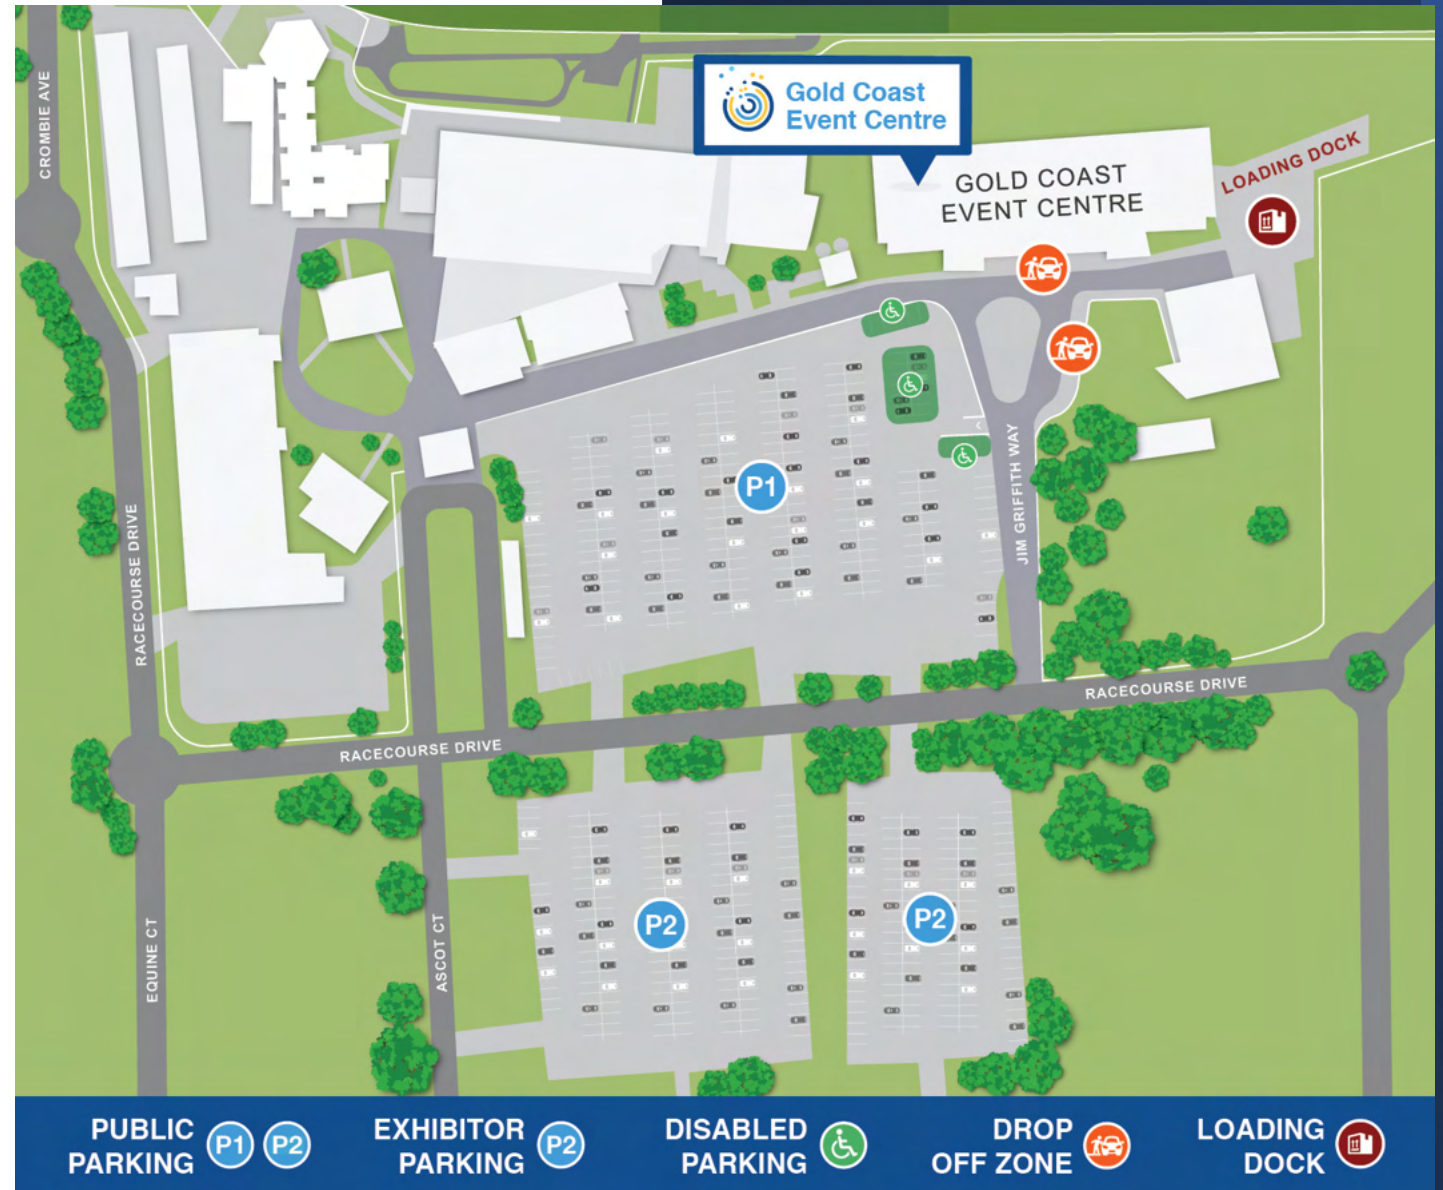 CROMBIE AVE
Gold Coast
Event Centre
GOLD COAST
EVENT CENTRE
LOADING DOCK
P1
JIM GRIFFITH WAY
RACECOURSE DRIVE
RACECOURSE DRIVE
RACECOURSE DRIVE
P2
P2
EQUINE CT
ASCOT CT
PUBLIC
PARKING
P1 P2
EXHIBITOR
PARKING
P2
DISABLED
PARKING
DROP
OFF ZONE
LOADING
DOCK